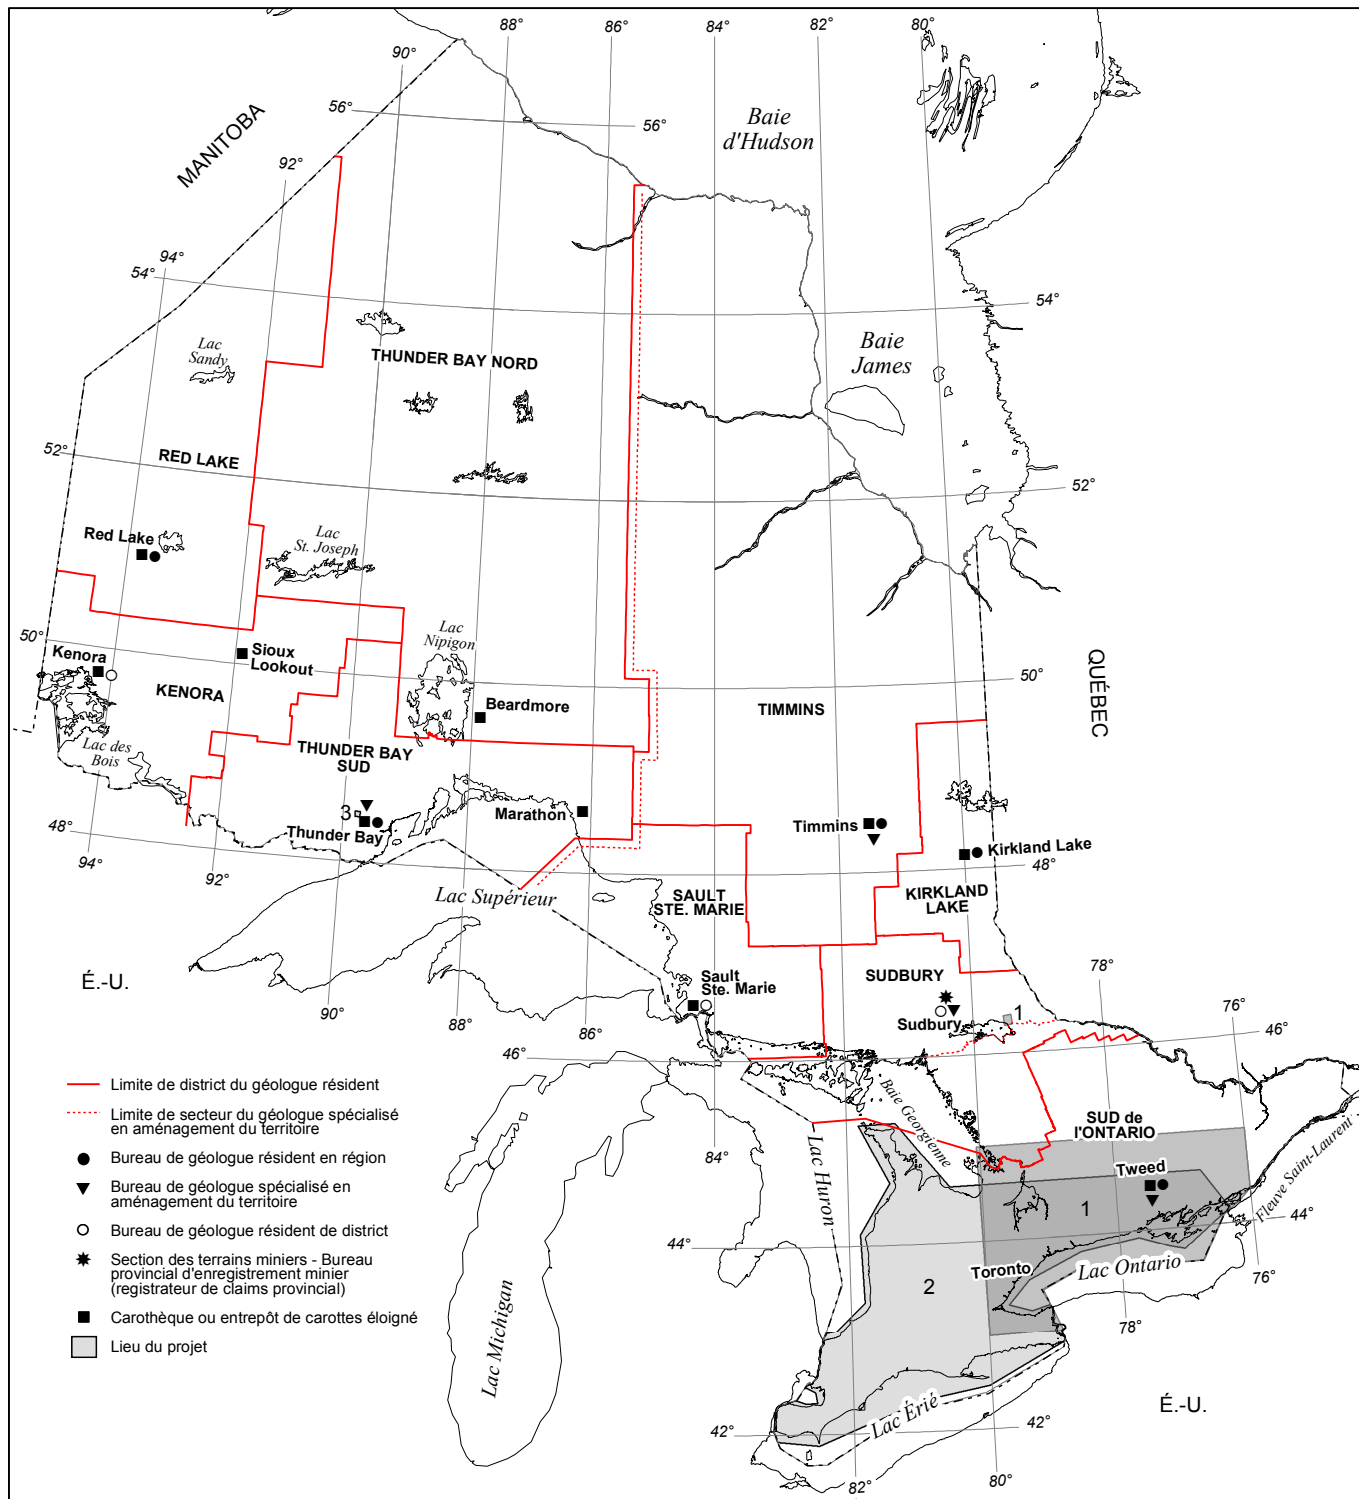 88°
86°
84°
82°
80°
90°
56°
56°
Baie
d'Hudson
MANITOBA
92°
94°
54°
54°
Lac
Sandy
THUNDER BAY NORD
Baie
James
52°
RED LAKE
52°
Red Lake
Lac
St. Joseph
50°
Kenora
Sioux
Lookout
Lac
Nipigon
50°
QUÉBEC
KENORA
Beardmore
TIMMINS
Lac des
Bois
THUNDER BAY
SUD
3
Thunder Bay
Marathon
Timmins
Kirkland Lake
48°
48°
94°
92°
Lac Supérieur
SAULT
STE. MARIE
KIRKLAND
LAKE
É.-U.
Sault
Ste. Marie
SUDBURY
Sudbury
1
78°
76°
90°
88°
86°
46°
46°
Limite de district du géologue résident
Limite de secteur du géologue spécialisé
en aménagement du territoire
Bureau de géologue résident en région
Bureau de géologue spécialisé en
aménagement du territoire
Bureau de géologue résident de district
Section des terrains miniers - Bureau
provincial d'enregistrement minier
(registrateur de claims provincial)
Carothèque ou entrepôt de carottes éloigné
Lieu du projet
Baie Georgienne
SUD de
l'ONTARIO
84°
Lac Huron
Tweed
1
Fleuve Saint-Laurent
44°
44°
Toronto
Lac Ontario
76°
2
78°
Lac Michigan
Lac Érié
É.-U.
42°
42°
82°
80°